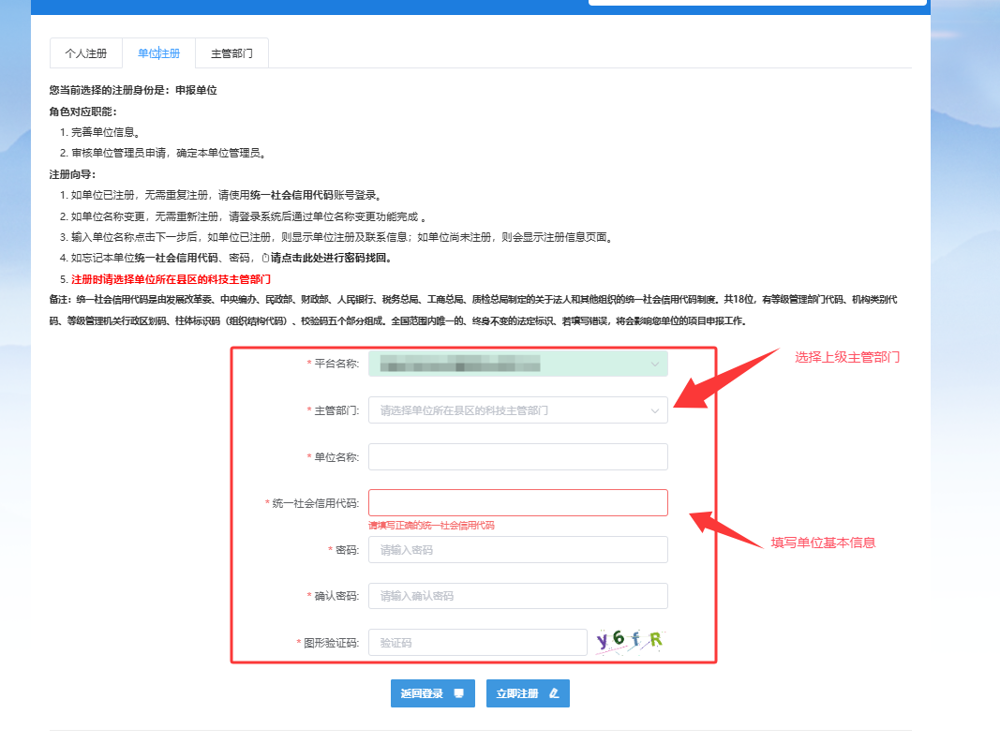 个人注册
单位注册
主管部门
您当前选择的注册身份是：申报单位
角色对应职能：
1. 完善单位信息。
2. 审核单位管理员申请，确定本单位管理员。
注册向导：
1. 如单位已注册，无需重复注册，请使用统一社会信用代码账号登录。
2. 如单位名称变更，无需重新注册，请登录系统后通过单位名称变更功能完成 。
3. 输入单位名称点击下一步后，如单位已注册，则显示单位注册及联系信息；如单位尚未注册，则会显示注册信息页面。
4. 如忘记本单位统一社会信用代码、密码，请点击此处进行密码找回。
5. 注册时请选择单位所在县区的科技主管部门
备注：统一社会信用代码是由发展改革委、中央编办、民政部、财政部、人民银行、税务总局、工商总局、质检总局制定的关于法人和其他组织的统一社会信用代码制度。共18位，有等级管理部门代码、机构类别代
码、等级管理机关行政区划码、柱体标识码（组织结构代码）、校验码五个部分组成。全国范围内唯一的、终身不变的法定标识、若填写错误，将会影响您单位的项目申报工作。
* 平台名称:
选择上级主管部门
* 主管部门: 请选择单位所在县区的科技主管部门
* 单位名称:
* 统一社会信用代码:
请填写正确的统一社会信用代码
填写单位基本信息
* 密码: 请输入密码
* 确认密码: 请输入确认密码
* 图形验证码: 验证码 y6fR
返回登录
立即注册